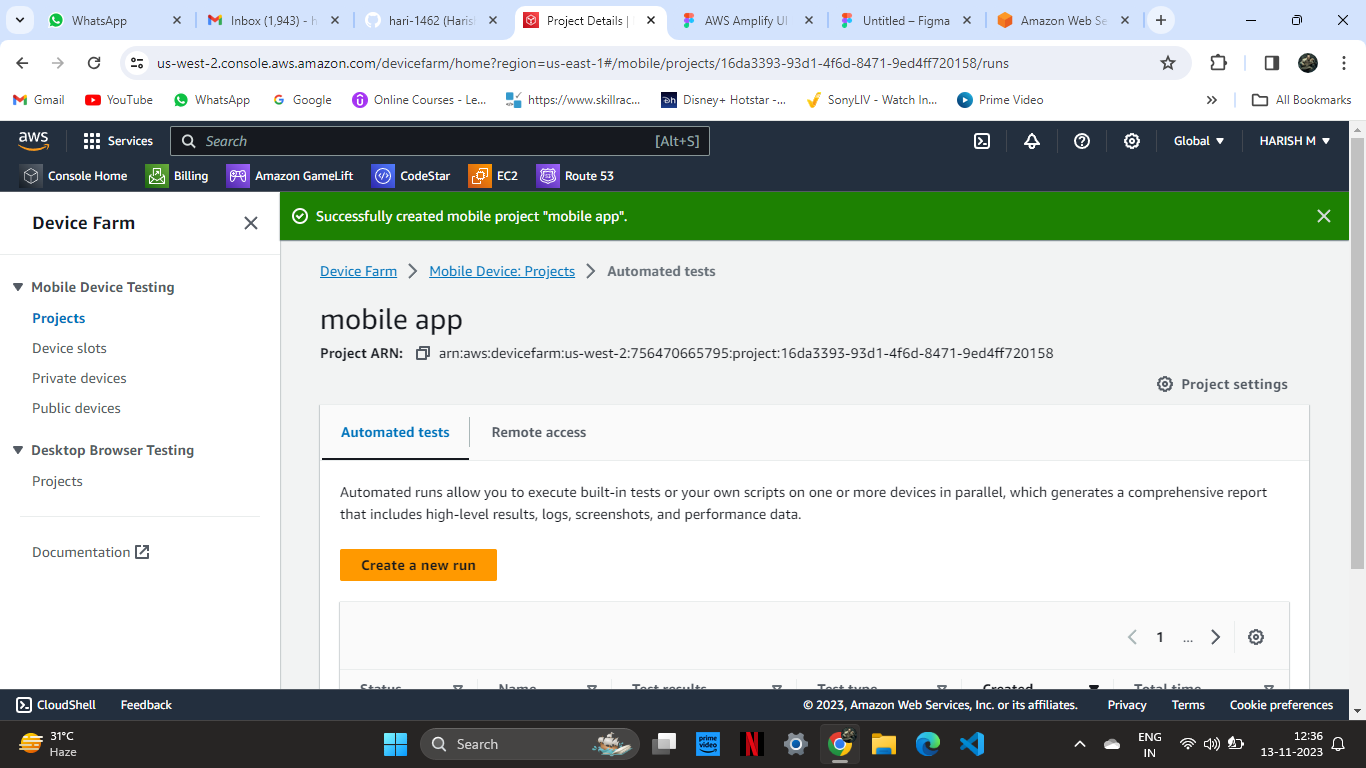 WhatsApp
Inbox (1,943) - h
hari-1462 (Haris
Project Details |
AWS Amplify UI
Untitled – Figma
Amazon Web Se
us-west-2.console.aws.amazon.com/devicefarm/home?region=us-east-1#/mobile/projects/16da3393-93d1-4f6d-8471-9ed4ff720158/runs
Gmail
YouTube
WhatsApp
Google
Online Courses - Le...
https://www.skillrac...
Disney+ Hotstar -...
SonyLIV - Watch In...
Prime Video
All Bookmarks
aws
Services
Search
[Alt+S]
Global
HARISH M
Console Home
Billing
Amazon GameLift
CodeStar
EC2
Route 53
Device Farm
Successfully created mobile project "mobile app".
Mobile Device Testing
Projects
Device slots
Private devices
Public devices
Desktop Browser Testing
Projects
Documentation
Device Farm
Mobile Device: Projects
Automated tests
mobile app
Project ARN: arn:aws:devicefarm:us-west-2:756470665795:project:16da3393-93d1-4f6d-8471-9ed4ff720158
Project settings
Automated tests
Remote access
Automated runs allow you to execute built-in tests or your own scripts on one or more devices in parallel, which generates a comprehensive report
that includes high-level results, logs, screenshots, and performance data.
Create a new run
1 ...
Status
Name
Test results
Test type
Created
Total time
CloudShell
Feedback
© 2023, Amazon Web Services, Inc. or its affiliates.
Privacy
Terms
Cookie preferences
31°C
Haze
Search
prime video
ENG
IN
12:36
13-11-2023